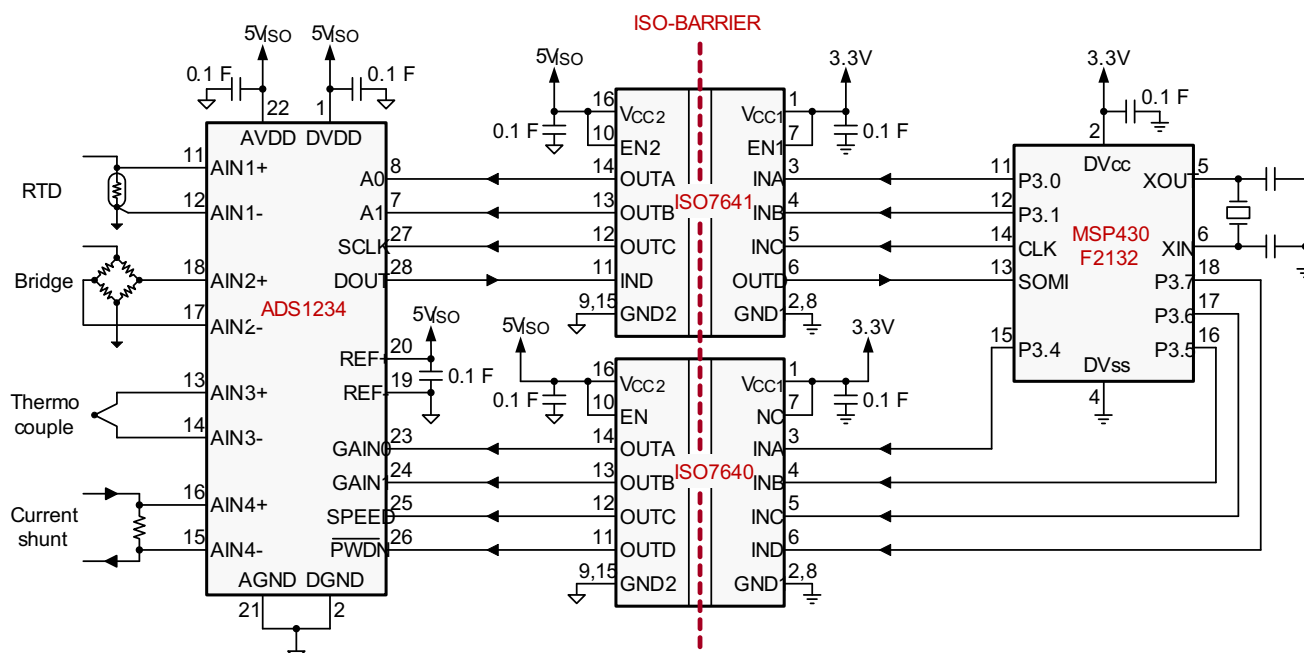 ISO-BARRIER
5VISO
5VISO
0.1 F
0.1 F
22
1
AVDD
DVDD
11
AIN1+
RTD
12
AIN1-
18
AIN2+
Bridge
17
AIN2-
ADS1234
13
AIN3+
Thermo
couple
14
AIN3-
16
AIN4+
Current
shunt
15
AIN4-
AGND
DGND
21
2
A0
8
A1
7
SCLK
27
DOUT
28
5VISO
REF+
20
REF-
19
0.1 F
GAIN0
23
GAIN1
24
SPEED
25
PWDN
26
5VISO
0.1 F
16
VCC2
10
EN2
14
OUTA
13
OUTB
12
OUTC
11
IND
9,15
GND2
ISO7641
3.3V
0.1 F
VCC1
1
EN1
7
INA
3
INB
4
INC
5
OUTD
6
GND1
2,8
5VISO
0.1 F
16
VCC2
10
EN
14
OUTA
13
OUTB
12
OUTC
11
OUTD
9,15
GND2
ISO7640
3.3V
0.1 F
VCC1
1
NC
7
INA
3
INB
4
INC
5
IND
6
GND1
2,8
3.3V
0.1 F
2
DVcc
11
P3.0
12
P3.1
14
CLK
13
SOMI
15
P3.4
MSP430
F2132
XOUT
5
XIN
6
P3.7
18
P3.6
17
P3.5
16
DVss
4